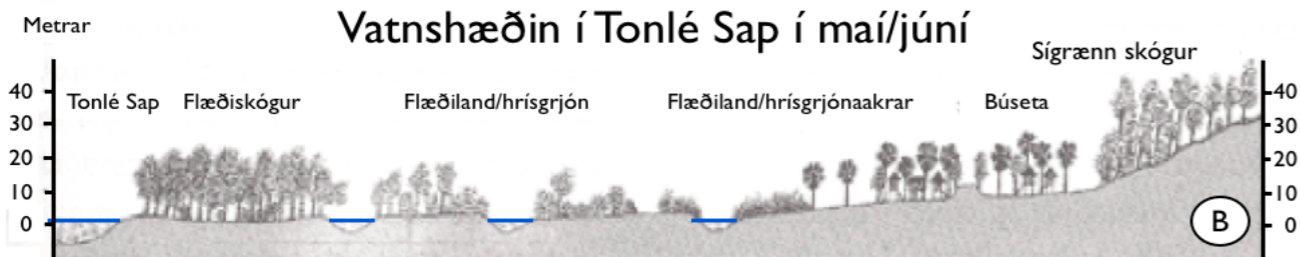 Vatnshæðin í Tonlé Sap í maí/júní
Metrar
Sígrænn skógur
Tonlé Sap Flæðiskógur Flæðiland/hrísgrjón Flæðiland/hrísgrjónaakrar Búseta
40 40
30 30
20 20
10 10
0 0
B